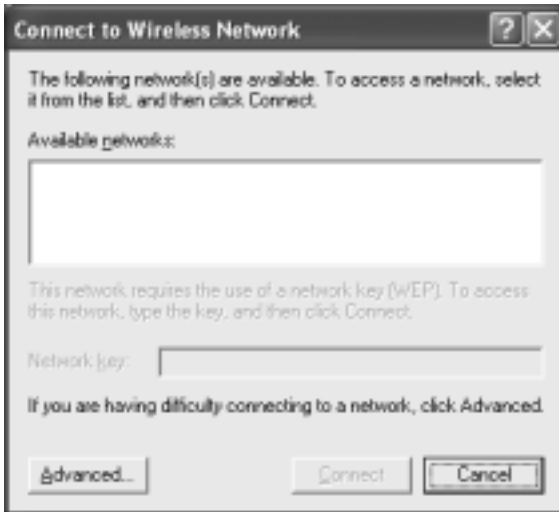 Connect to Wireless Network
The following network(s) are available. To access a network, select
it from the list, and then click Connect.
Available networks:
This network requires the use of a network key (WEP). To access
this network, type the key, and then click Connect.
Network key:
If you are having difficulty connecting to a network, click Advanced.
Advanced... Connect Cancel